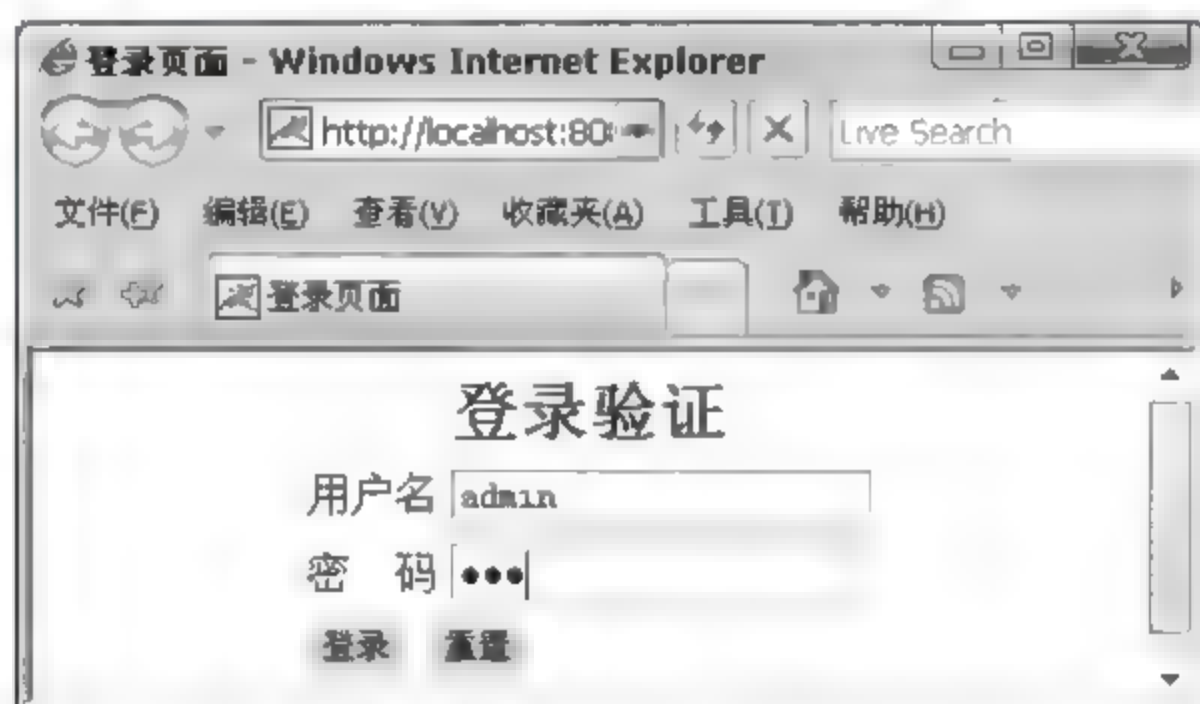 登录页面 - Windows Internet Explorer
http://localhost:80 Live Search
文件(F) 编辑(E) 查看(V) 收藏夹(A) 工具(T) 帮助(H)
登录页面
登录验证
用户名 admin
密 码 •••
登录 重置